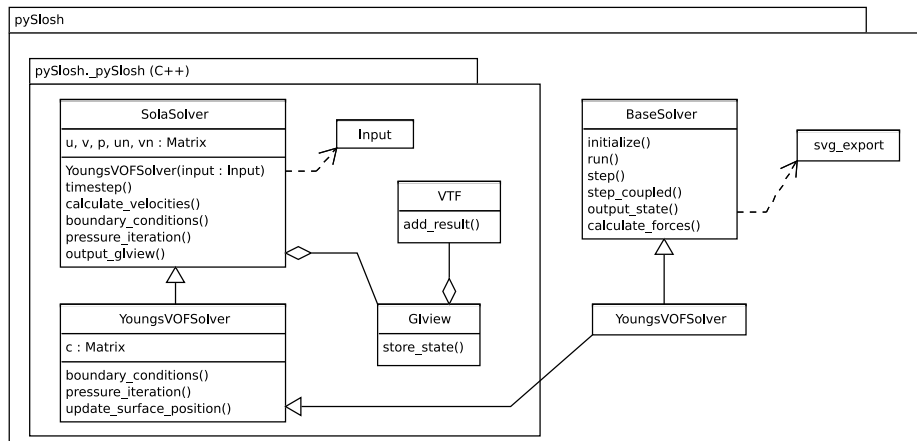 pySlosh
pySlosh._pySlosh (C++)
SolaSolver
u, v, p, un, vn : Matrix
YoungsVOFSolver(input : Input)
timestep()
calculate_velocities()
boundary_conditions()
pressure_iteration()
output_glview()
Input
VTF
add_result()
YoungsVOFSolver
c : Matrix
boundary_conditions()
pressure_iteration()
update_surface_position()
Glview
store_state()
BaseSolver
initialize()
run()
step()
step_coupled()
output_state()
calculate_forces()
svg_export
YoungsVOFSolver